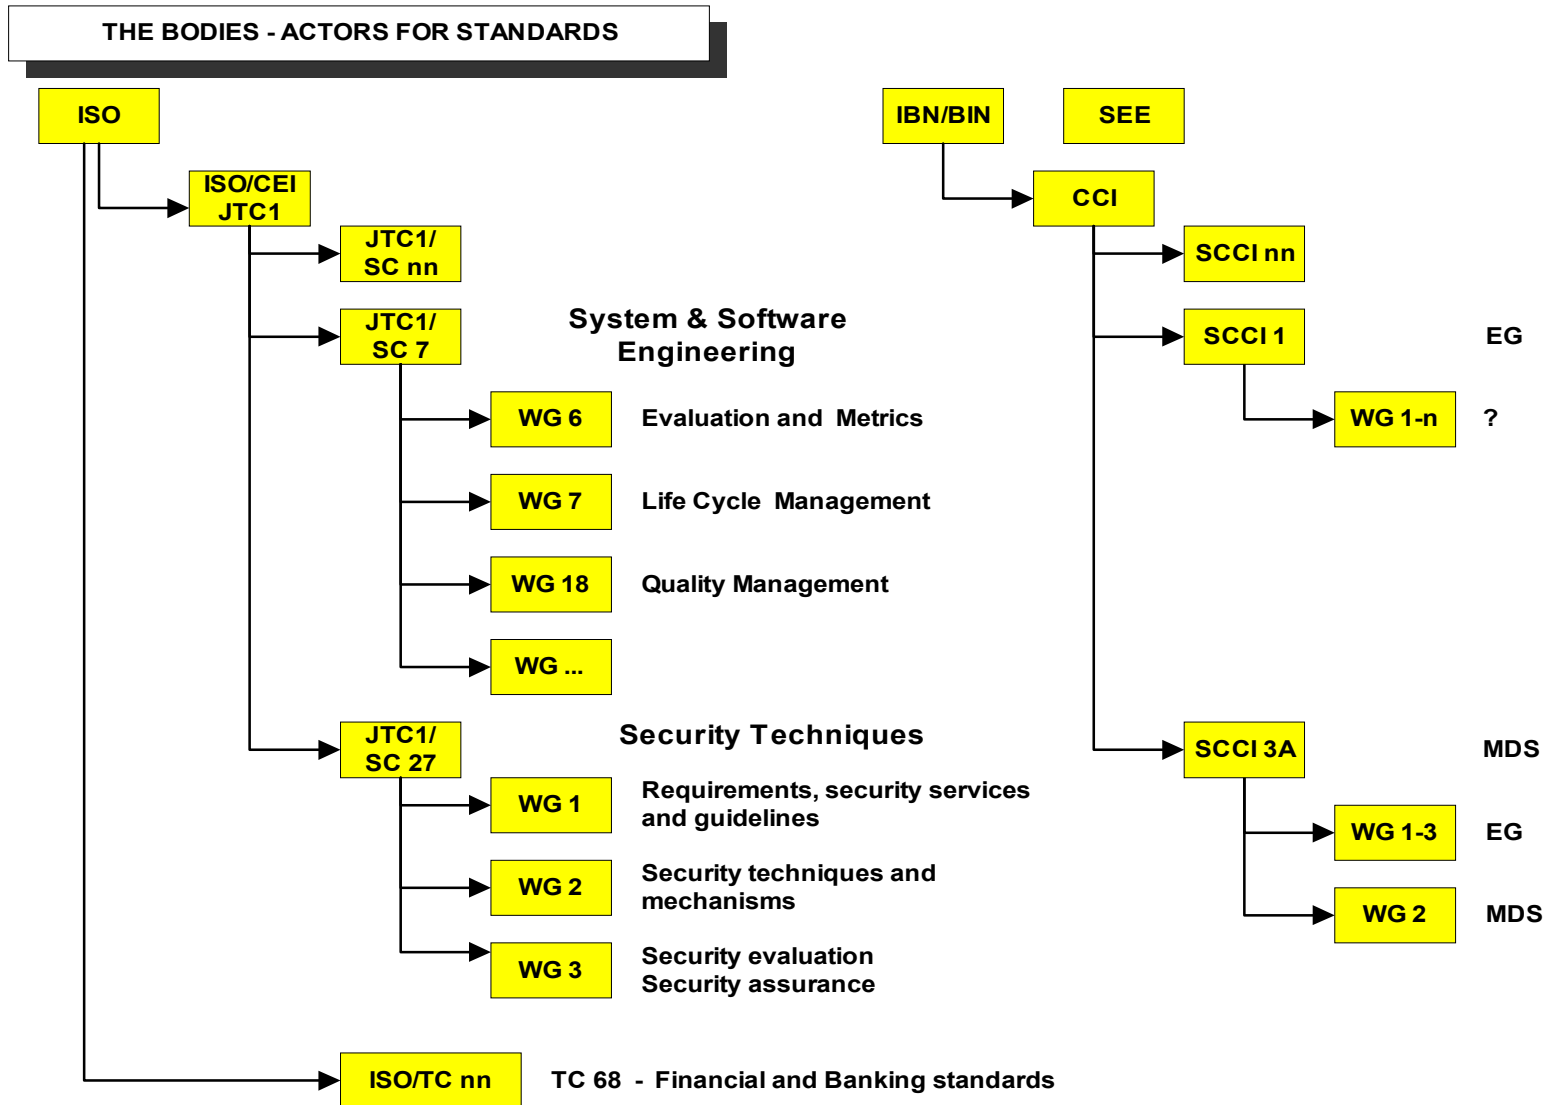 THE BODIES - ACTORS FOR STANDARDS
ISO
IBN/BIN
SEE
ISO/CEI
JTC1
CCI
JTC1/
SC nn
SCCI nn
JTC1/
SC 7
System & Software
Engineering
SCCI 1
EG
WG 6
Evaluation and Metrics
WG 1-n
?
WG 7
Life Cycle Management
WG 18
Quality Management
WG ...
JTC1/
SC 27
Security Techniques
SCCI 3A
MDS
WG 1
Requirements, security services
and guidelines
WG 1-3
EG
WG 2
Security techniques and
mechanisms
WG 2
MDS
WG 3
Security evaluation
Security assurance
ISO/TC nn
TC 68 - Financial and Banking standards